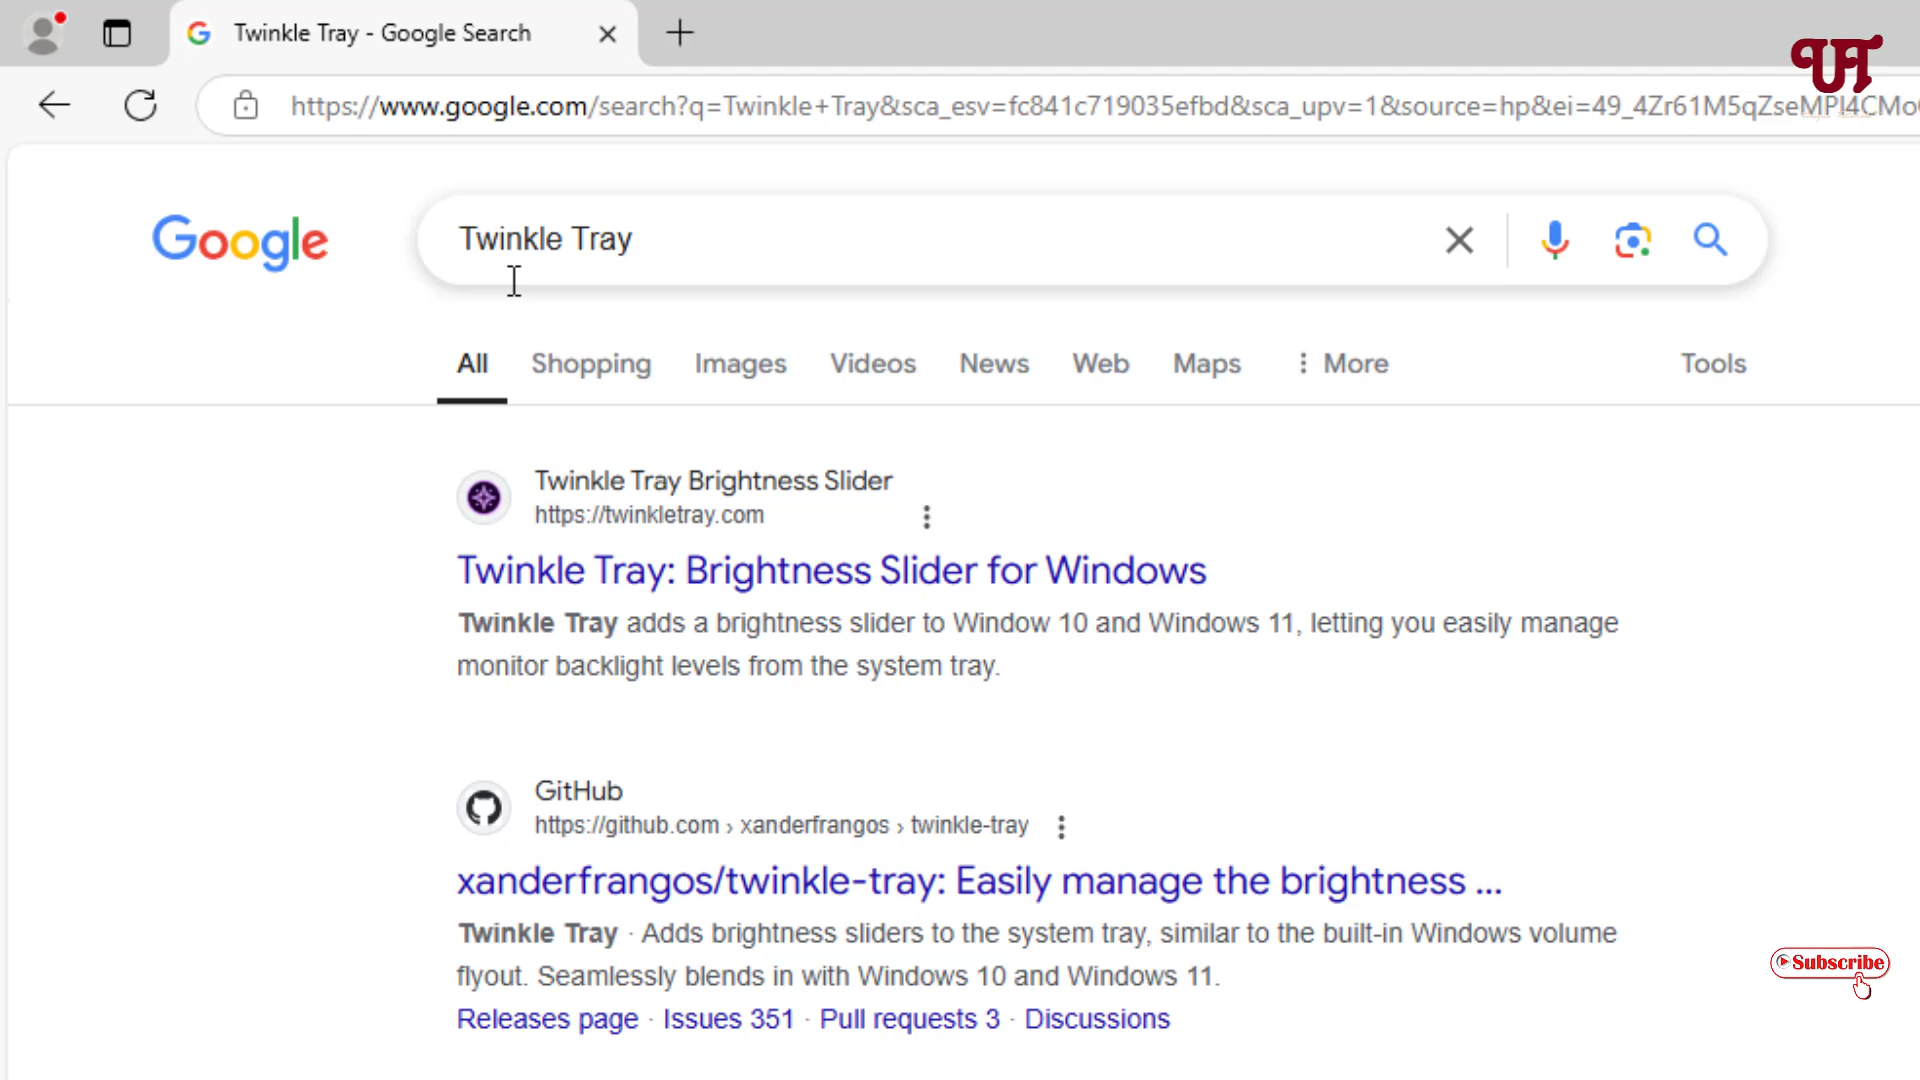 Twinkle Tray - Google Search
UT
https://www.google.com/search?q=Twinkle+Tray&sca_esv=fc841c719035efbd&sca_upv=1&source=hp&ei=49_4Zr61M5qZseMPl4CMo
Google
Twinkle Tray
All Shopping Images Videos News Web Maps More Tools
Twinkle Tray Brightness Slider
https://twinkletray.com
Twinkle Tray: Brightness Slider for Windows
Twinkle Tray adds a brightness slider to Window 10 and Windows 11, letting you easily manage
monitor backlight levels from the system tray.
GitHub
https://github.com › xanderfrangos › twinkle-tray
xanderfrangos/twinkle-tray: Easily manage the brightness ...
Twinkle Tray · Adds brightness sliders to the system tray, similar to the built-in Windows volume
flyout. Seamlessly blends in with Windows 10 and Windows 11.
Releases page · Issues 351 · Pull requests 3 · Discussions
Subscribe